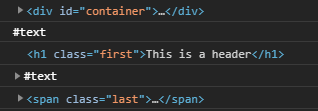 <div id="container">…</div>
#text
<h1 class="first">This is a header</h1>
#text
<span class="last">…</span>